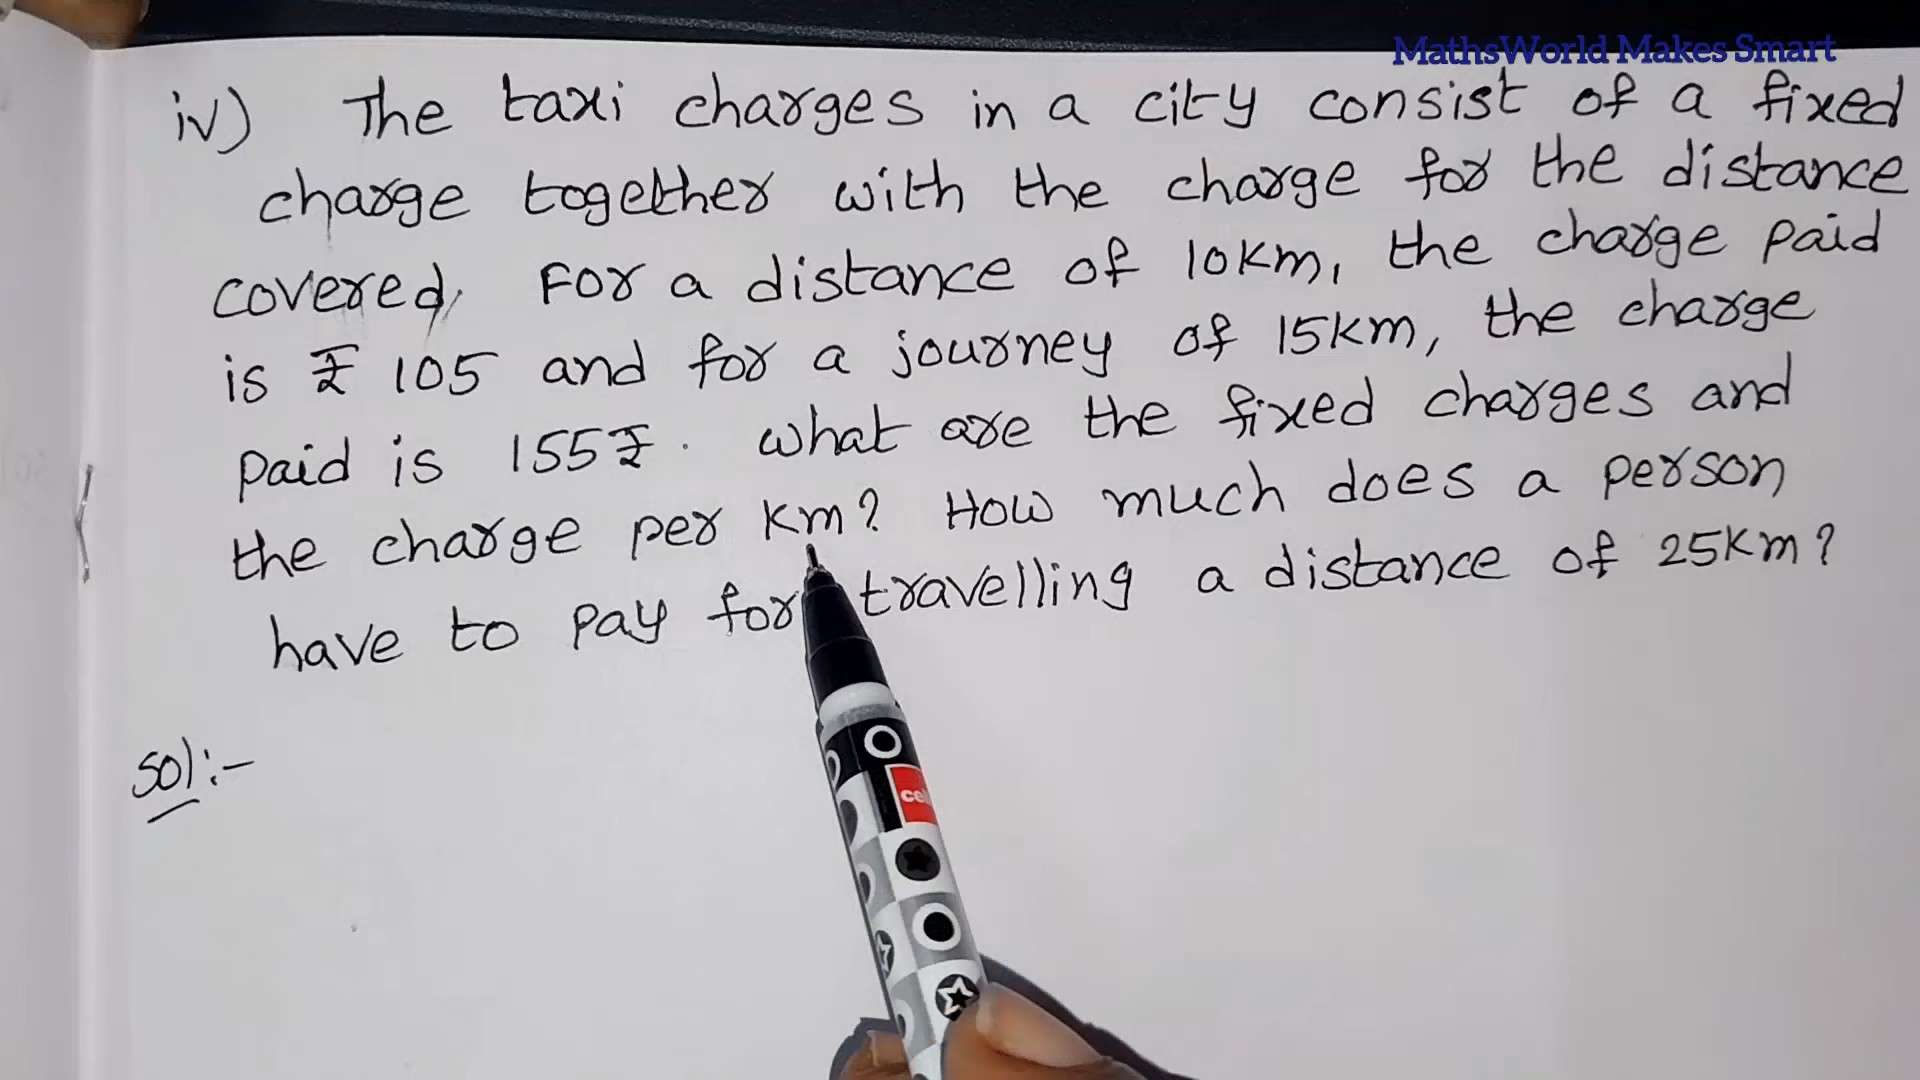 MathsWorld Makes Smart
iv) The taxi charges in a city consist of a fixed
charge together with the charge for the distance
covered. For a distance of 10km, the charge paid
is ₹ 105 and for a journey of 15km, the charge
paid is 155₹. What are the fixed charges and
the charge per km? How much does a person
have to pay for travelling a distance of 25km?
Sol:-
cel